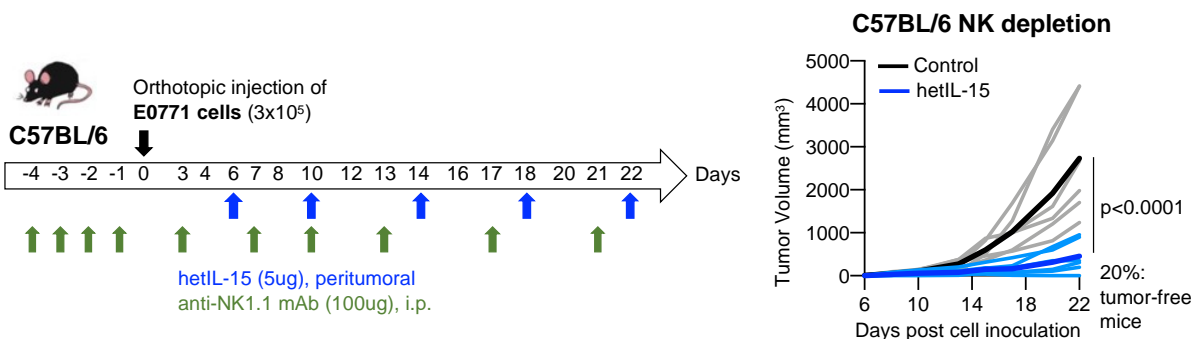 Orthotopic injection of
E0771 cells (3x10⁵)
C57BL/6
-4 -3 -2 -1 0 3 4 6 7 8 10 12 13 14 16 17 18 20 21 22 Days
hetIL-15 (5ug), peritumoral
anti-NK1.1 mAb (100ug), i.p.
C57BL/6 NK depletion
Control
hetIL-15
Tumor Volume (mm³)
5000
4000
3000
2000
1000
0
6 10 14 18 22
Days post cell inoculation
p<0.0001
20%:
tumor-free
mice